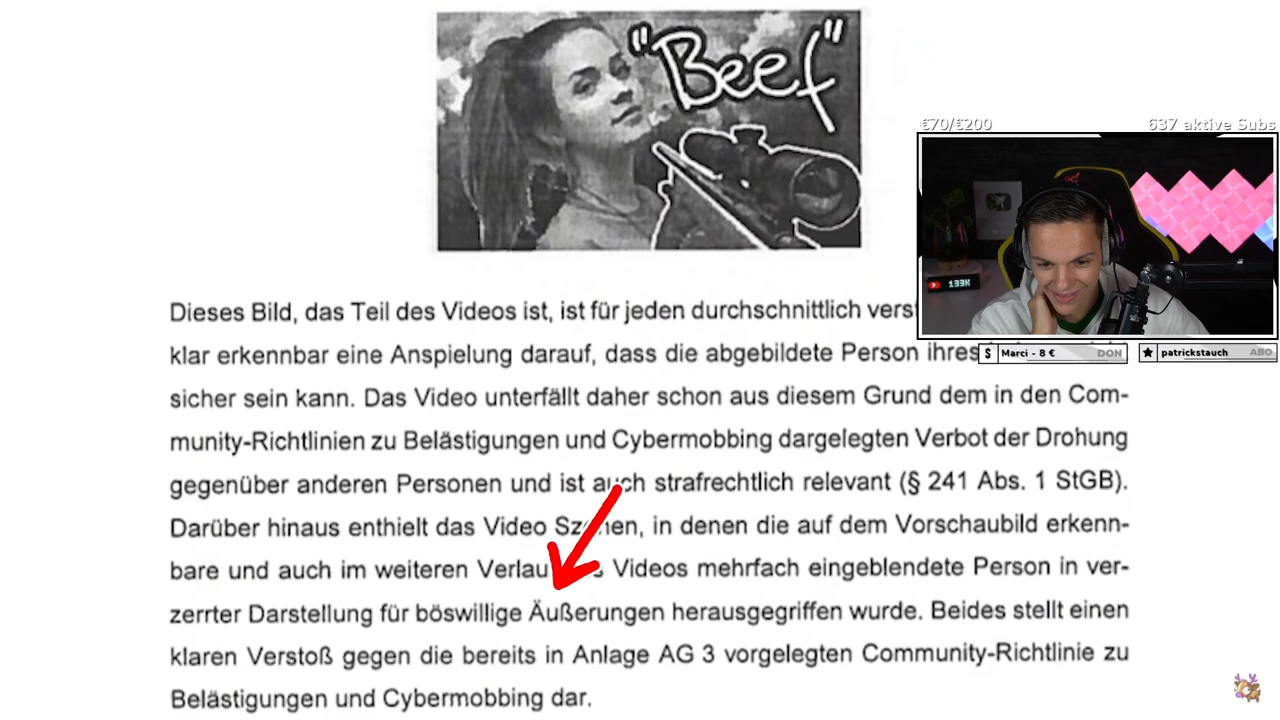 "Beef"
€70/€200
637 aktive Subs
133K
$ Marci - 8 € DON
patrickstauch ABO
Dieses Bild, das Teil des Videos ist, ist für jeden durchschnittlich
klar erkennbar eine Anspielung darauf, dass die abgebildete Person
sicher sein kann. Das Video unterfällt daher schon aus diesem Grund dem in den Com-
munity-Richtlinien zu Belästigungen und Cybermobbing dargelegten Verbot der Drohung
gegenüber anderen Personen und ist auch strafrechtlich relevant (§ 241 Abs. 1 StGB).
Darüber hinaus enthielt das Video Szenen, in denen die auf dem Vorschaubild erkenn-
bare und auch im weiteren Verlauf Videos mehrfach eingeblendete Person in ver-
zerrter Darstellung für böswillige Äußerungen herausgegriffen wurde. Beides stellt einen
klaren Verstoß gegen die bereits in Anlage AG 3 vorgelegten Community-Richtlinie zu
Belästigungen und Cybermobbing dar.